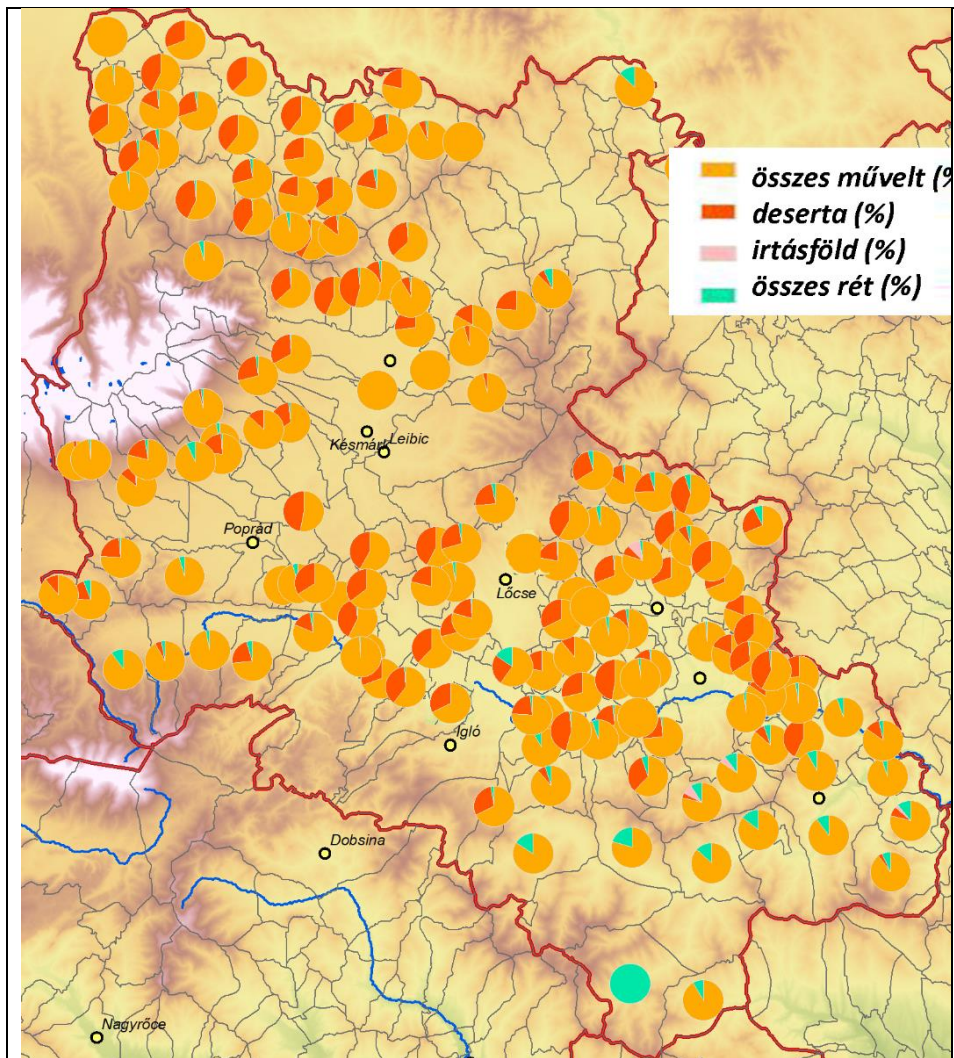 összes művelt (%
deserta (%)
irtásföld (%)
összes rét (%)
Késmárk
Leibic
Poprád
Lőcse
Igló
Dobsina
Nagyrőce